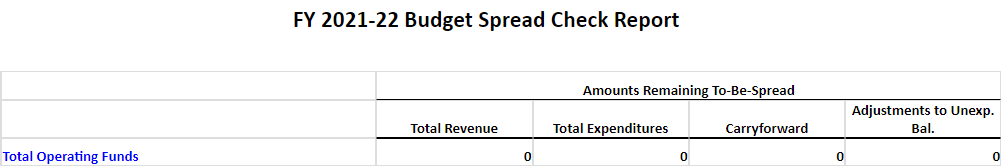 FY 2021-22 Budget Spread Check Report
Amounts Remaining To-Be-Spread
Total Revenue Total Expenditures Carryforward Adjustments to Unexp.
Bal.
Total Operating Funds 0 0 0 0